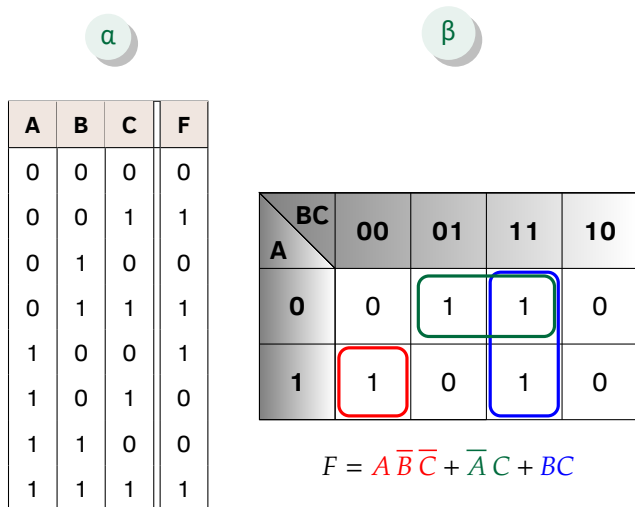 α
β
A B C F
0 0 0 0
0 0 1 1
0 1 0 0
0 1 1 1
1 0 0 1
1 0 1 0
1 1 0 0
1 1 1 1
BC 00 01 11 10
A
0 0 1 1 0
1 1 0 1 0
F = A B̅ C̅ + A̅ C + BC